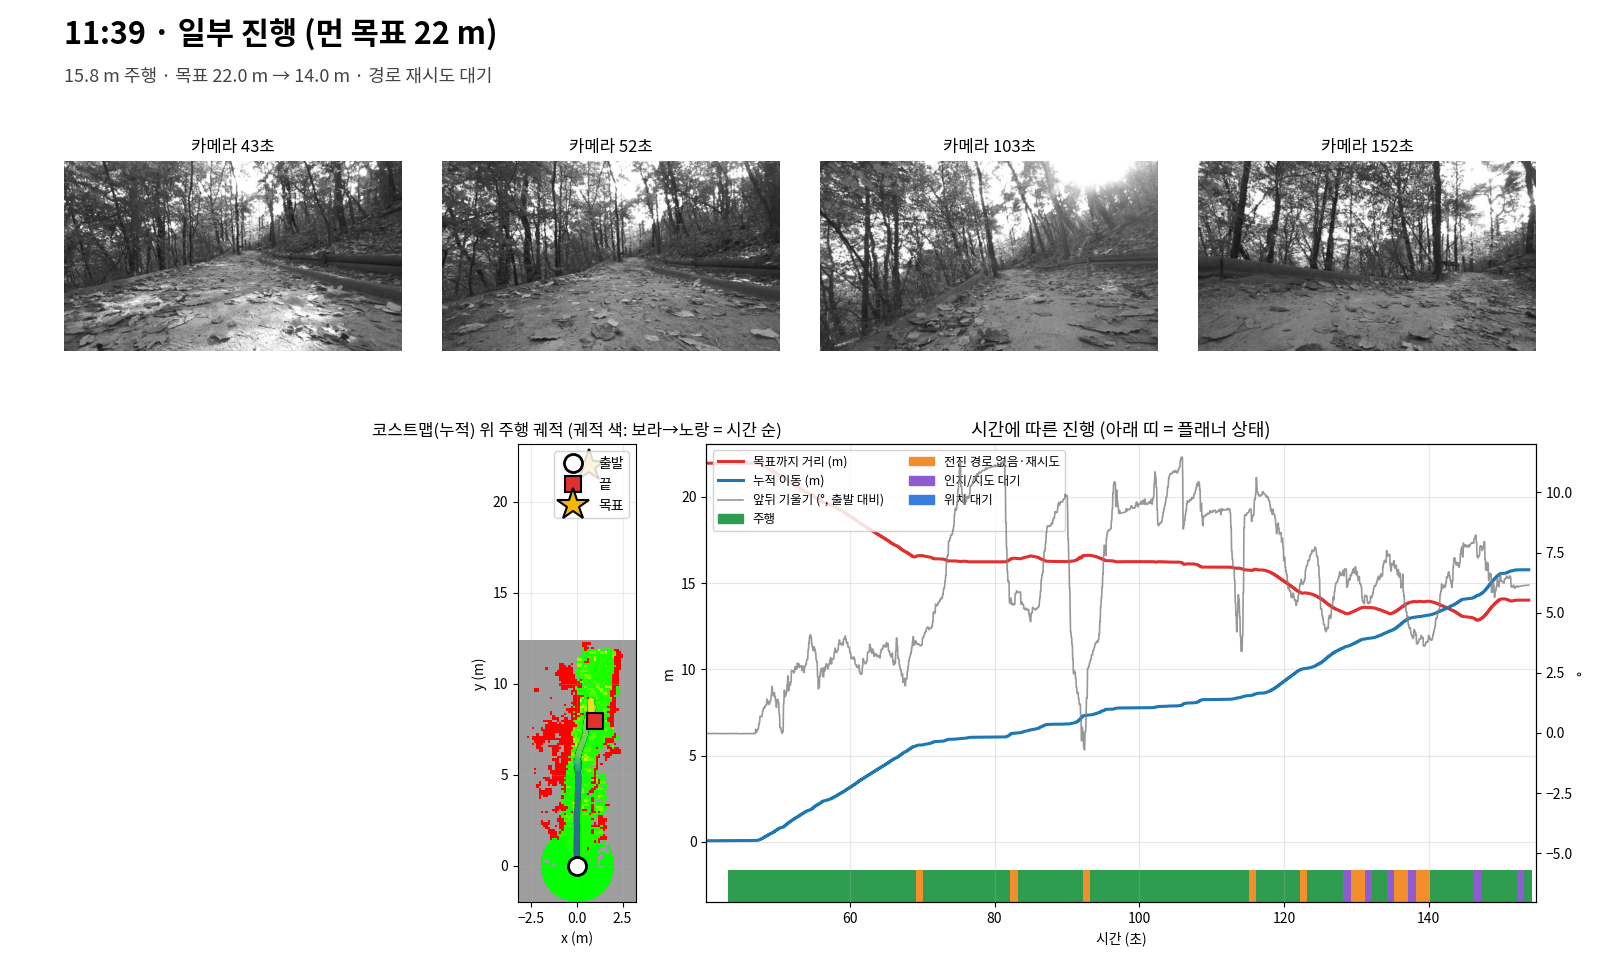 11:39 · 일부 진행 (먼 목표 22 m)
15.8 m 주행 · 목표 22.0 m → 14.0 m · 경로 재시도 대기
카메라 43초
카메라 52초
카메라 103초
카메라 152초
코스트맵(누적) 위 주행 궤적 (궤적 색: 보라→노랑 = 시간 순)
출발
끝
목표
20
15
10
5
0
y (m)
−2.5 0.0 2.5
x (m)
시간에 따른 진행 (아래 띠 = 플래너 상태)
목표까지 거리 (m)
누적 이동 (m)
앞뒤 기울기 (°, 출발 대비)
주행
전진 경로 없음·재시도
인지/지도 대기
위치 대기
20
15
10
5
0
m
10.0
7.5
5.0
2.5
0.0
−2.5
−5.0
°
60 80 100 120 140
시간 (초)